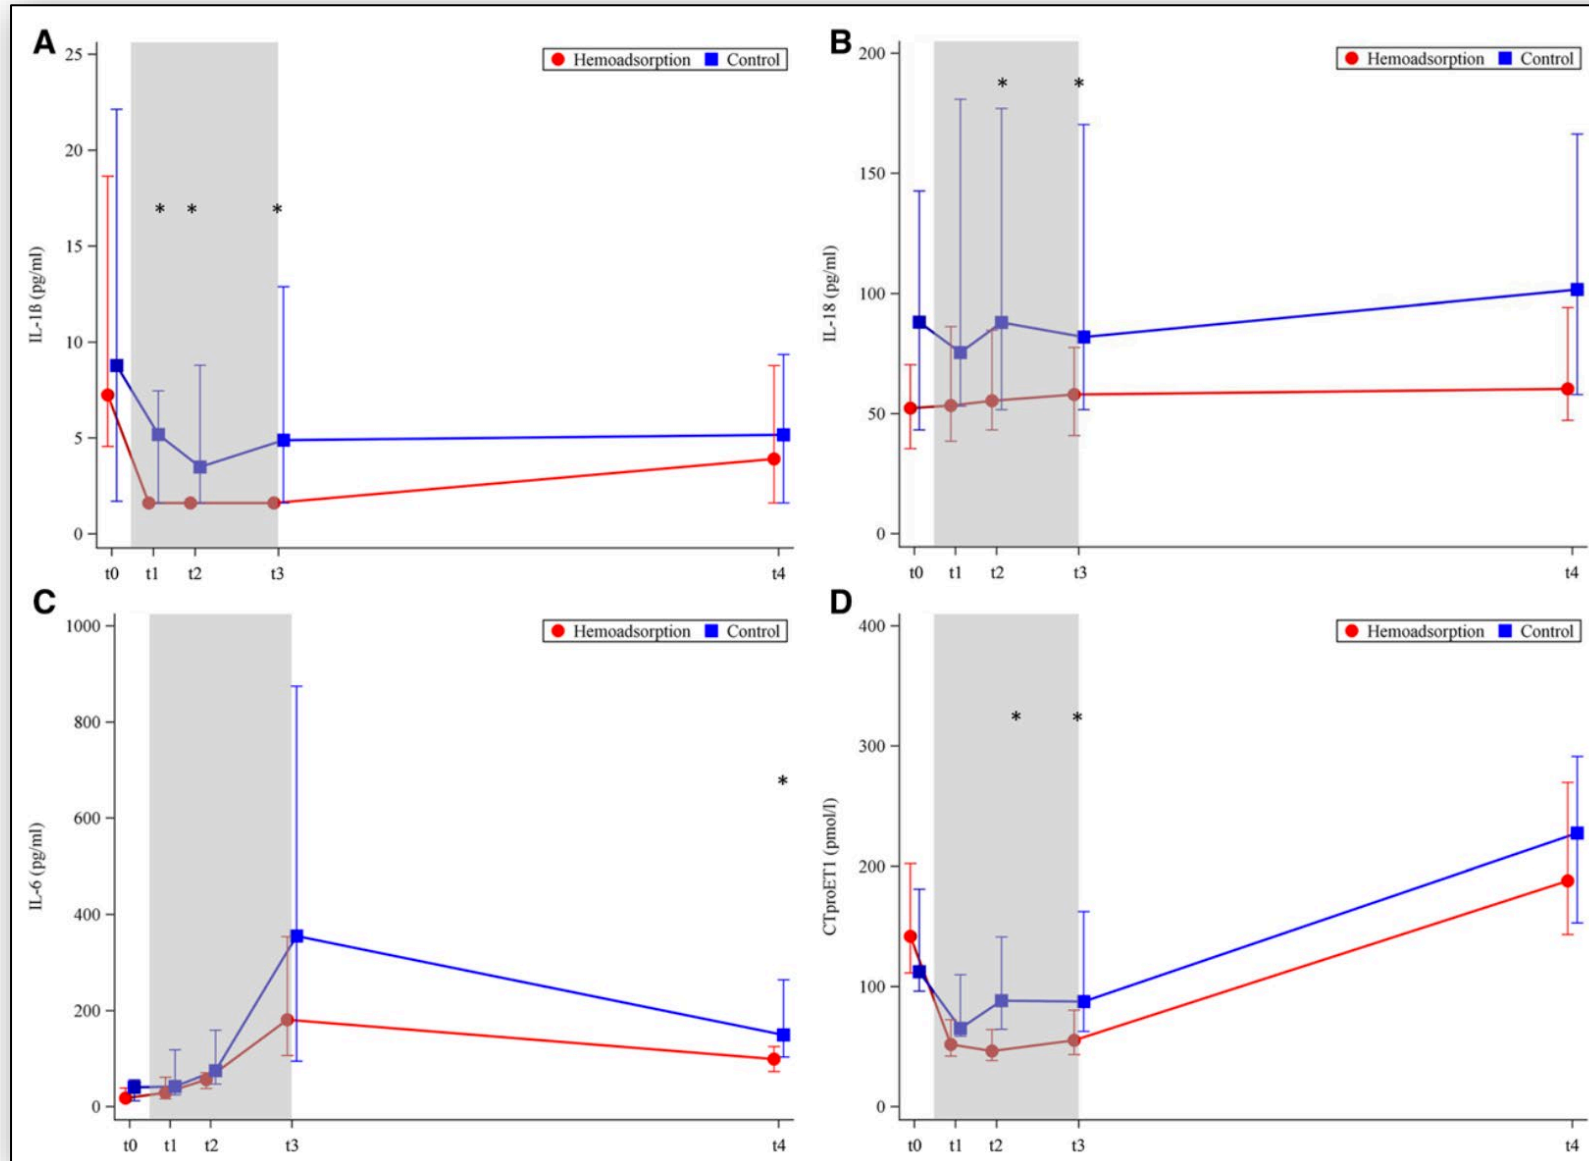 A
Hemoadsorption Control
25
20
15
10
5
0
IL-1ß (pg/ml)
* * *
t0 t1 t2 t3 t4
B
Hemoadsorption Control
200
150
100
50
0
IL-18 (pg/ml)
* *
t0 t1 t2 t3 t4
C
Hemoadsorption Control
1000
800
600
400
200
0
IL-6 (pg/ml)
*
t0 t1 t2 t3 t4
D
Hemoadsorption Control
400
300
200
100
0
CTproET1 (pmol/l)
* *
t0 t1 t2 t3 t4